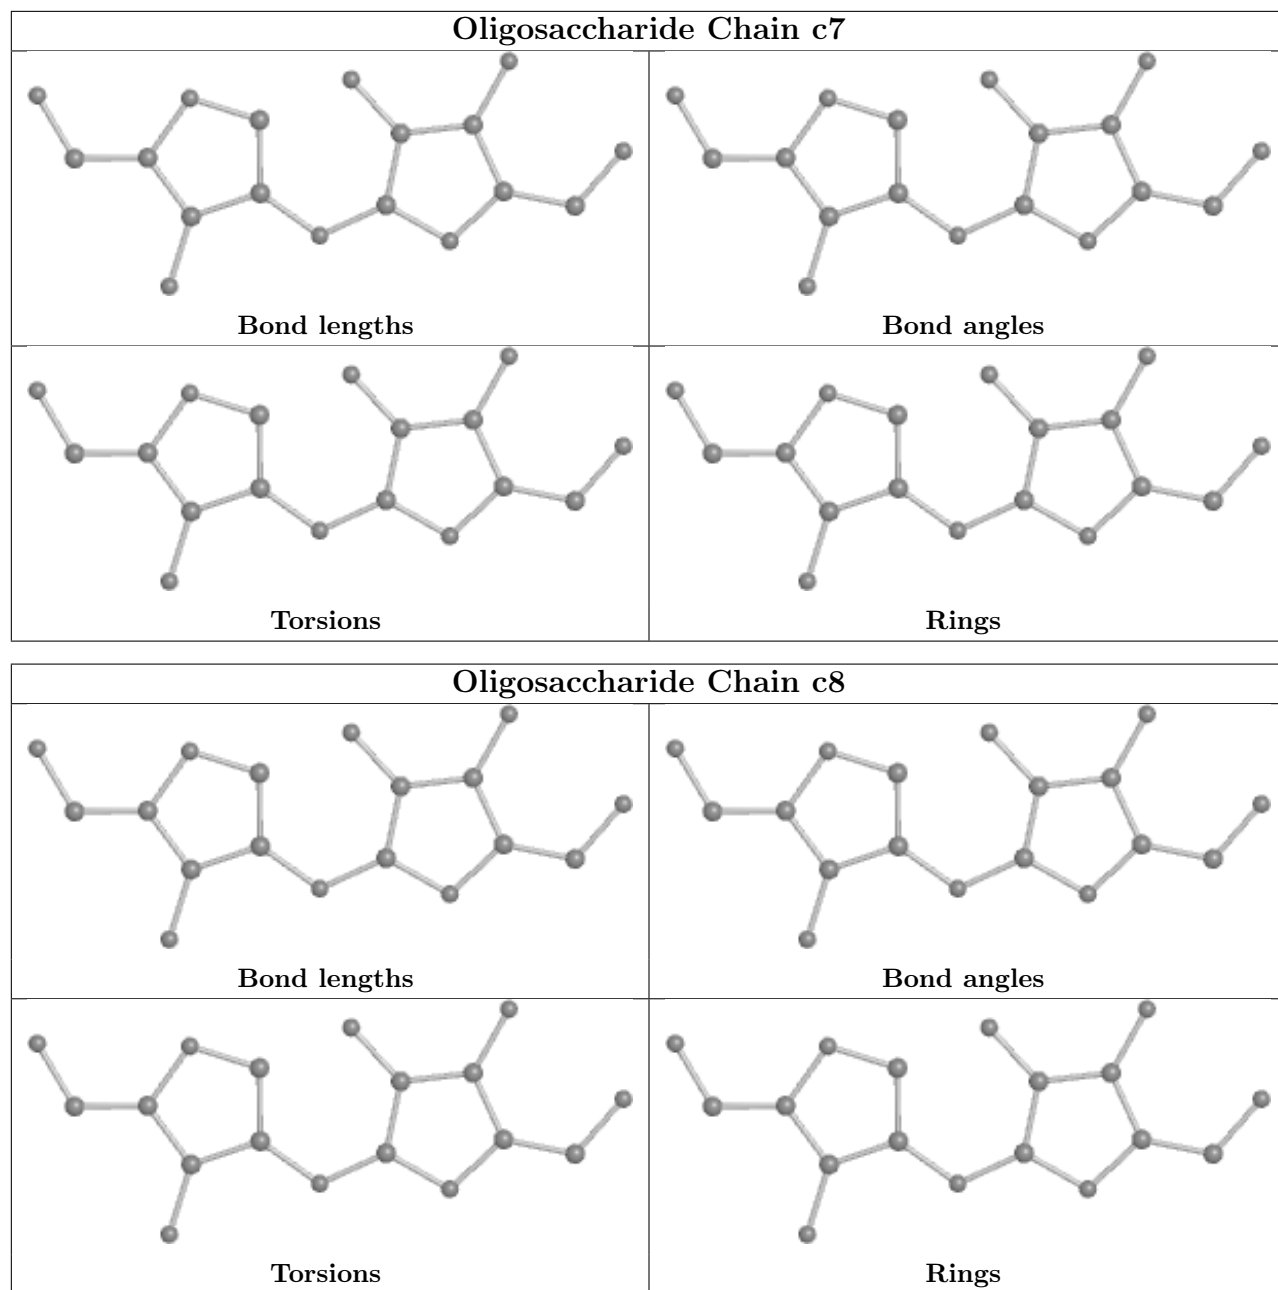 Oligosaccharide Chain c7
Bond lengths
Bond angles
Torsions
Rings
Oligosaccharide Chain c8
Bond lengths
Bond angles
Torsions
Rings